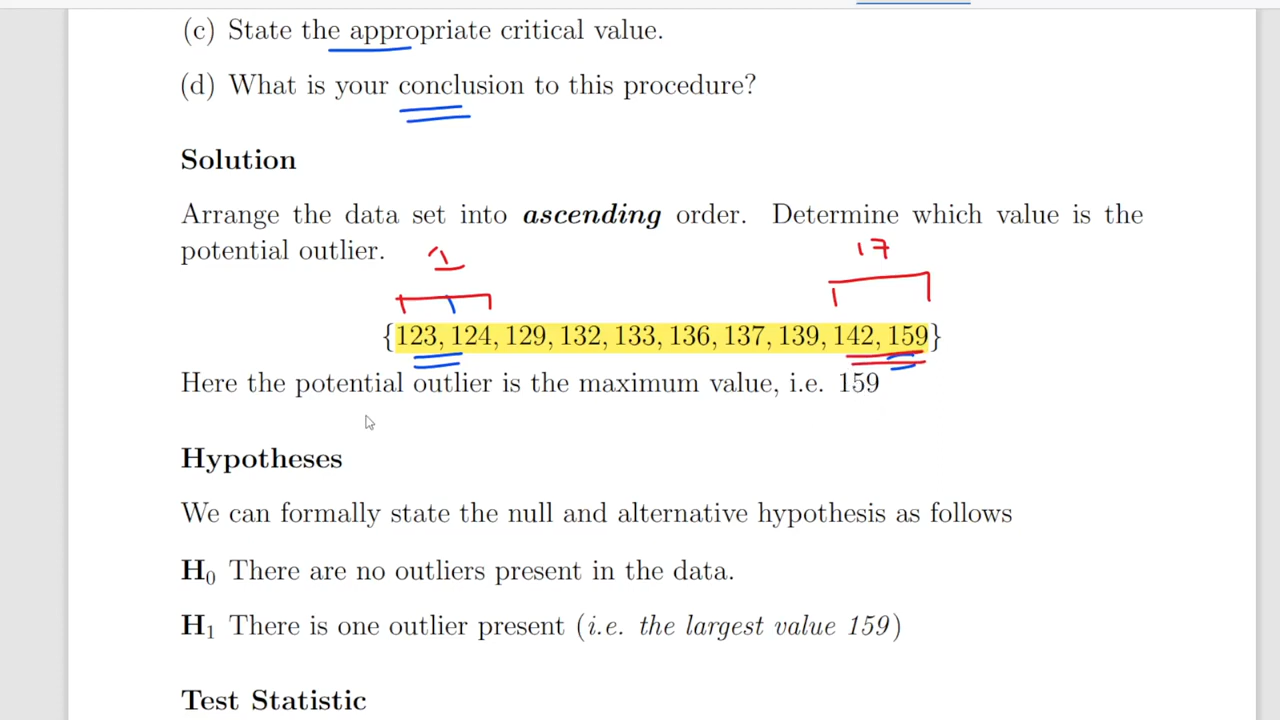 (c) State the appropriate critical value.
(d) What is your conclusion to this procedure?
Solution
Arrange the data set into ascending order. Determine which value is the
potential outlier.
1
17
{123, 124, 129, 132, 133, 136, 137, 139, 142, 159}
Here the potential outlier is the maximum value, i.e. 159
Hypotheses
We can formally state the null and alternative hypothesis as follows
H₀ There are no outliers present in the data.
H₁ There is one outlier present (i.e. the largest value 159)
Test Statistic